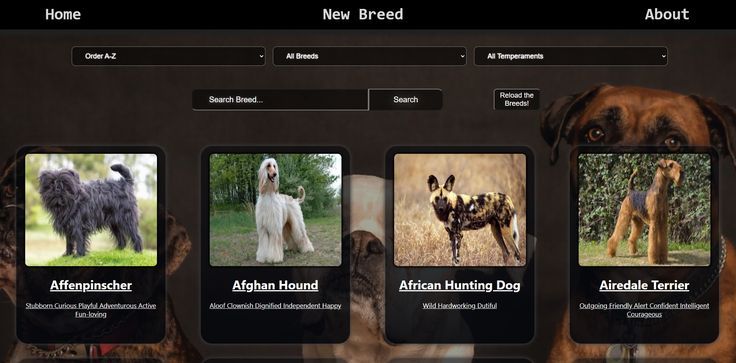 Home New Breed About
Order A-Z All Breeds All Temperaments
Search Breed... Search Reload the
Breeds!
Affenpinscher
Stubborn Curious Playful Adventurous Active
Fun-loving
Afghan Hound
Aloof Clownish Dignified Independent Happy
African Hunting Dog
Wild Hardworking Dutiful
Airedale Terrier
Outgoing Friendly Alert Confident Intelligent
Courageous